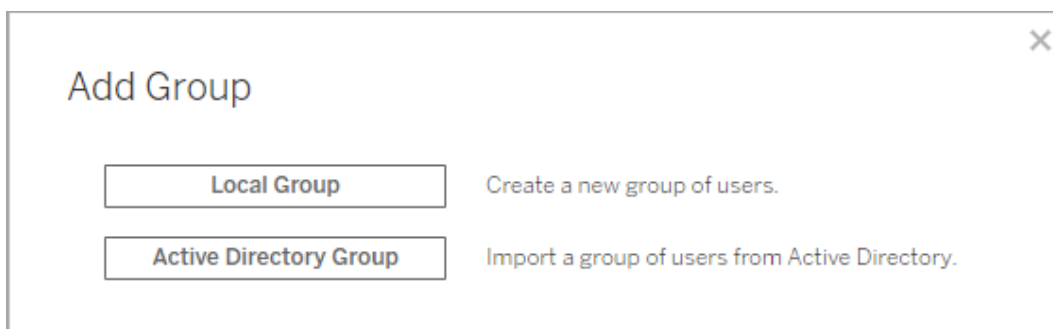 Add Group
Local Group Create a new group of users.
Active Directory Group Import a group of users from Active Directory.